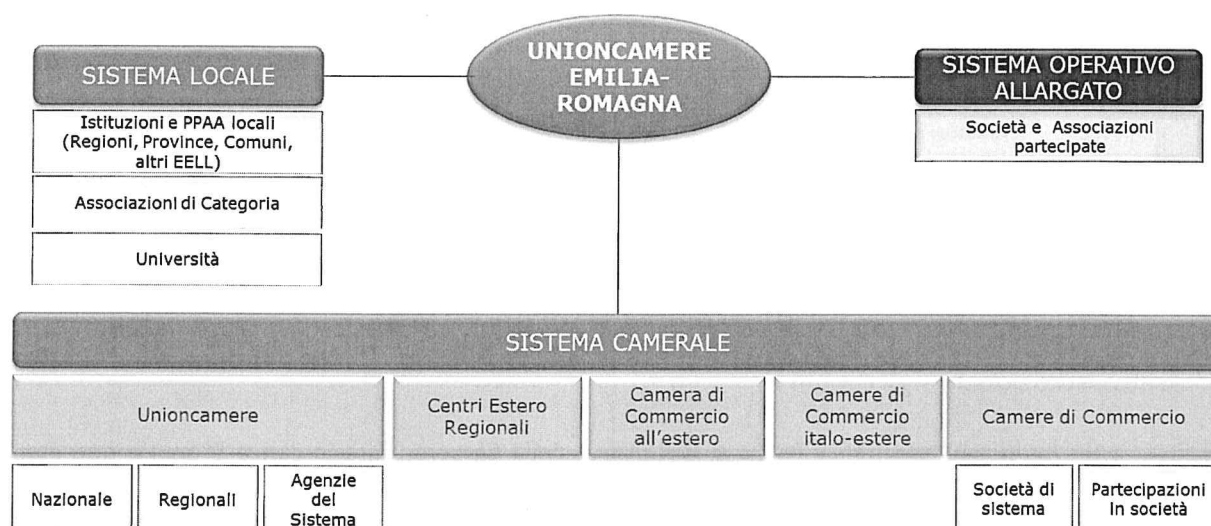 UNIONCAMERE
EMILIA-
ROMAGNA
SISTEMA LOCALE
Istituzioni e PPAA locali
(Regioni, Province, Comuni,
altri EELL)
Associazioni di Categoria
Università
SISTEMA OPERATIVO
ALLARGATO
Società e Associazioni
partecipate
SISTEMA CAMERALE
Unioncamere
Centri Estero
Regionali
Camera di
Commercio
all'estero
Camere di
Commercio
italo-estere
Camere di Commercio
Nazionale
Regionali
Agenzie
del
Sistema
Società di
sistema
Partecipazioni
in società